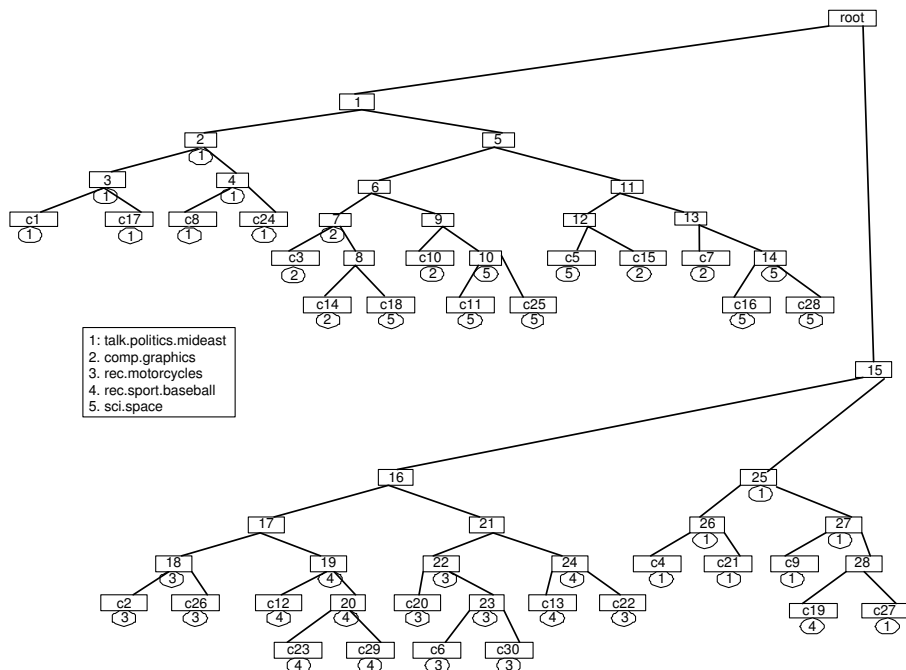 root
1
2 5
1
3 4 6 11
1 1
c1 c17 c8 c24 7 9 12 13
1 1 1 1 2
c3 8 c10 10 c5 c15 c7 14
2 2 5 5 2 2 5
c14 c18 c11 c25 c16 c28
2 5 5 5 5 5
1: talk.politics.mideast
2. comp.graphics
3. rec.motorcycles
4. rec.sport.baseball
5. sci.space
15
16 25
1
17 21 26 27
1 1
18 19 22 24 c4 c21 c9 28
3 4 3 4 1 1 1
c2 c26 c12 20 c20 23 c13 c22 c19 c27
3 3 4 4 3 3 4 3 4 1
c23 c29 c6 c30
4 4 3 3